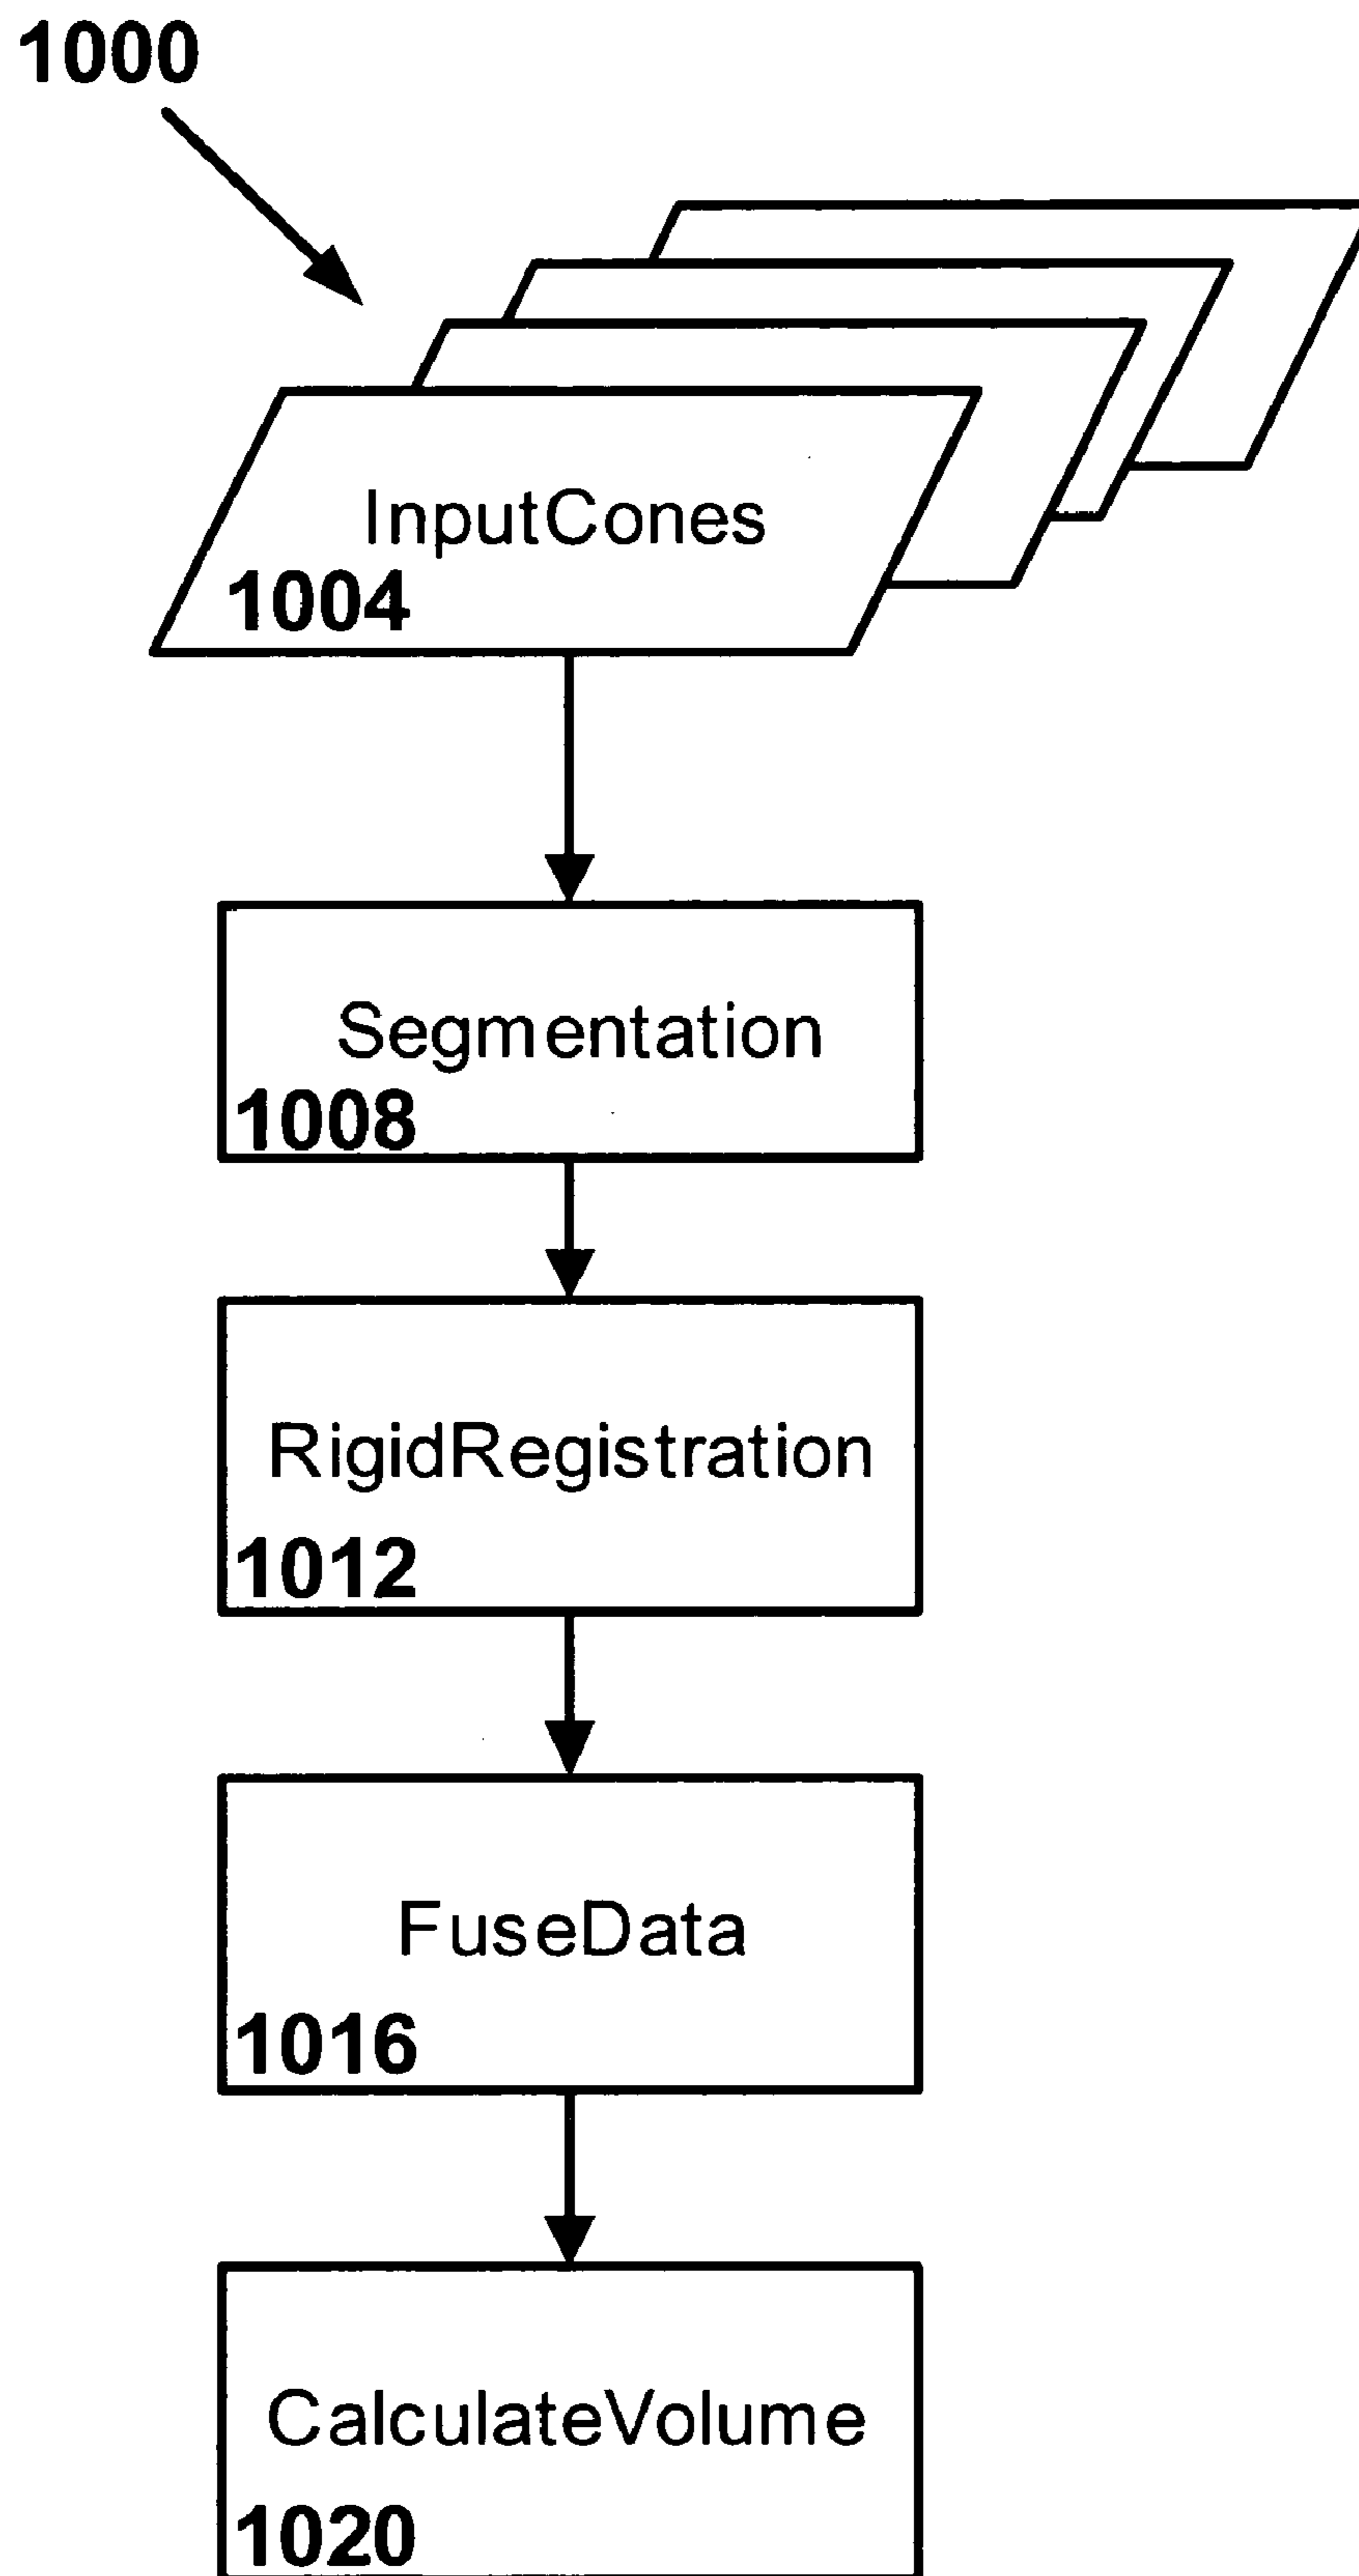 1000
InputCones
1004
Segmentation
1008
RigidRegistration
1012
FuseData
1016
CalculateVolume
1020